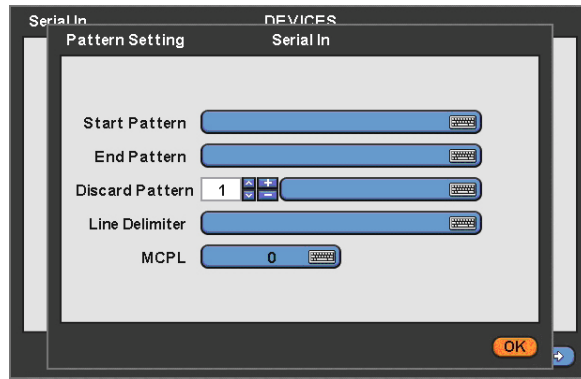 Serial In DEVICES
Pattern Setting Serial In
Start Pattern
End Pattern
Discard Pattern 1
Line Delimiter
MCPL 0
OK